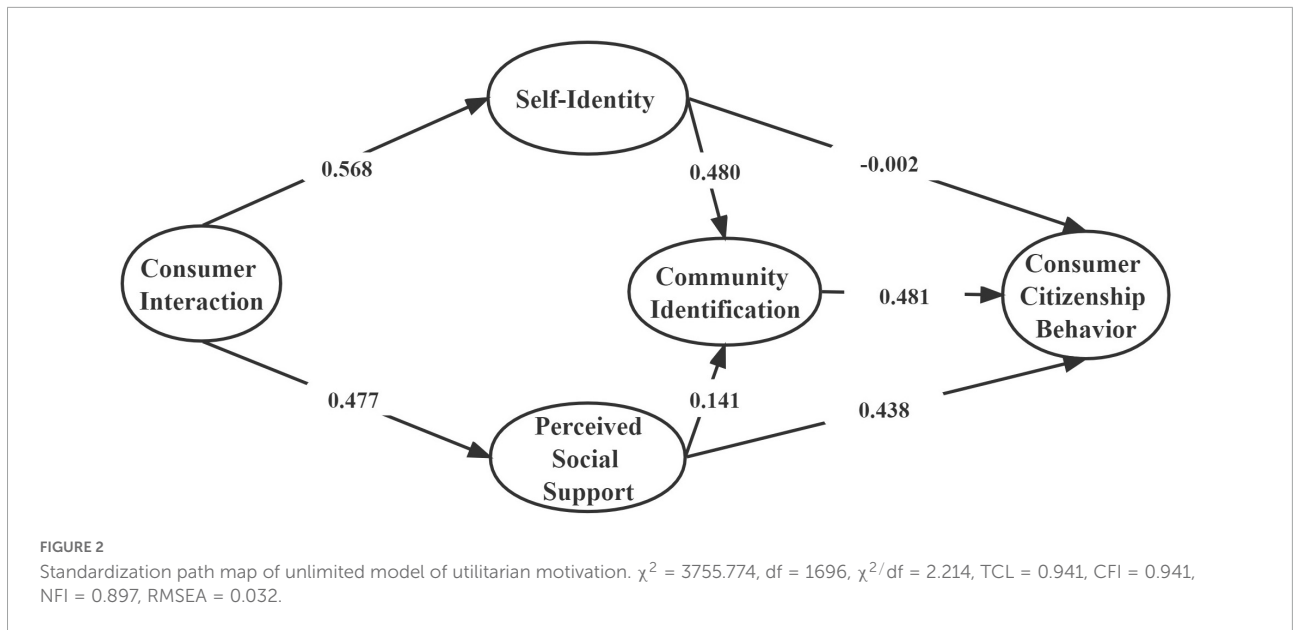 Self-Identity
0.568
0.480
-0.002
Consumer
Interaction
Community
Identification
0.481
Consumer
Citizenship
Behavior
0.477
0.141
0.438
Perceived
Social
Support
FIGURE 2
Standardization path map of unlimited model of utilitarian motivation. χ² = 3755.774, df = 1696, χ²/df = 2.214, TCL = 0.941, CFI = 0.941,
NFI = 0.897, RMSEA = 0.032.